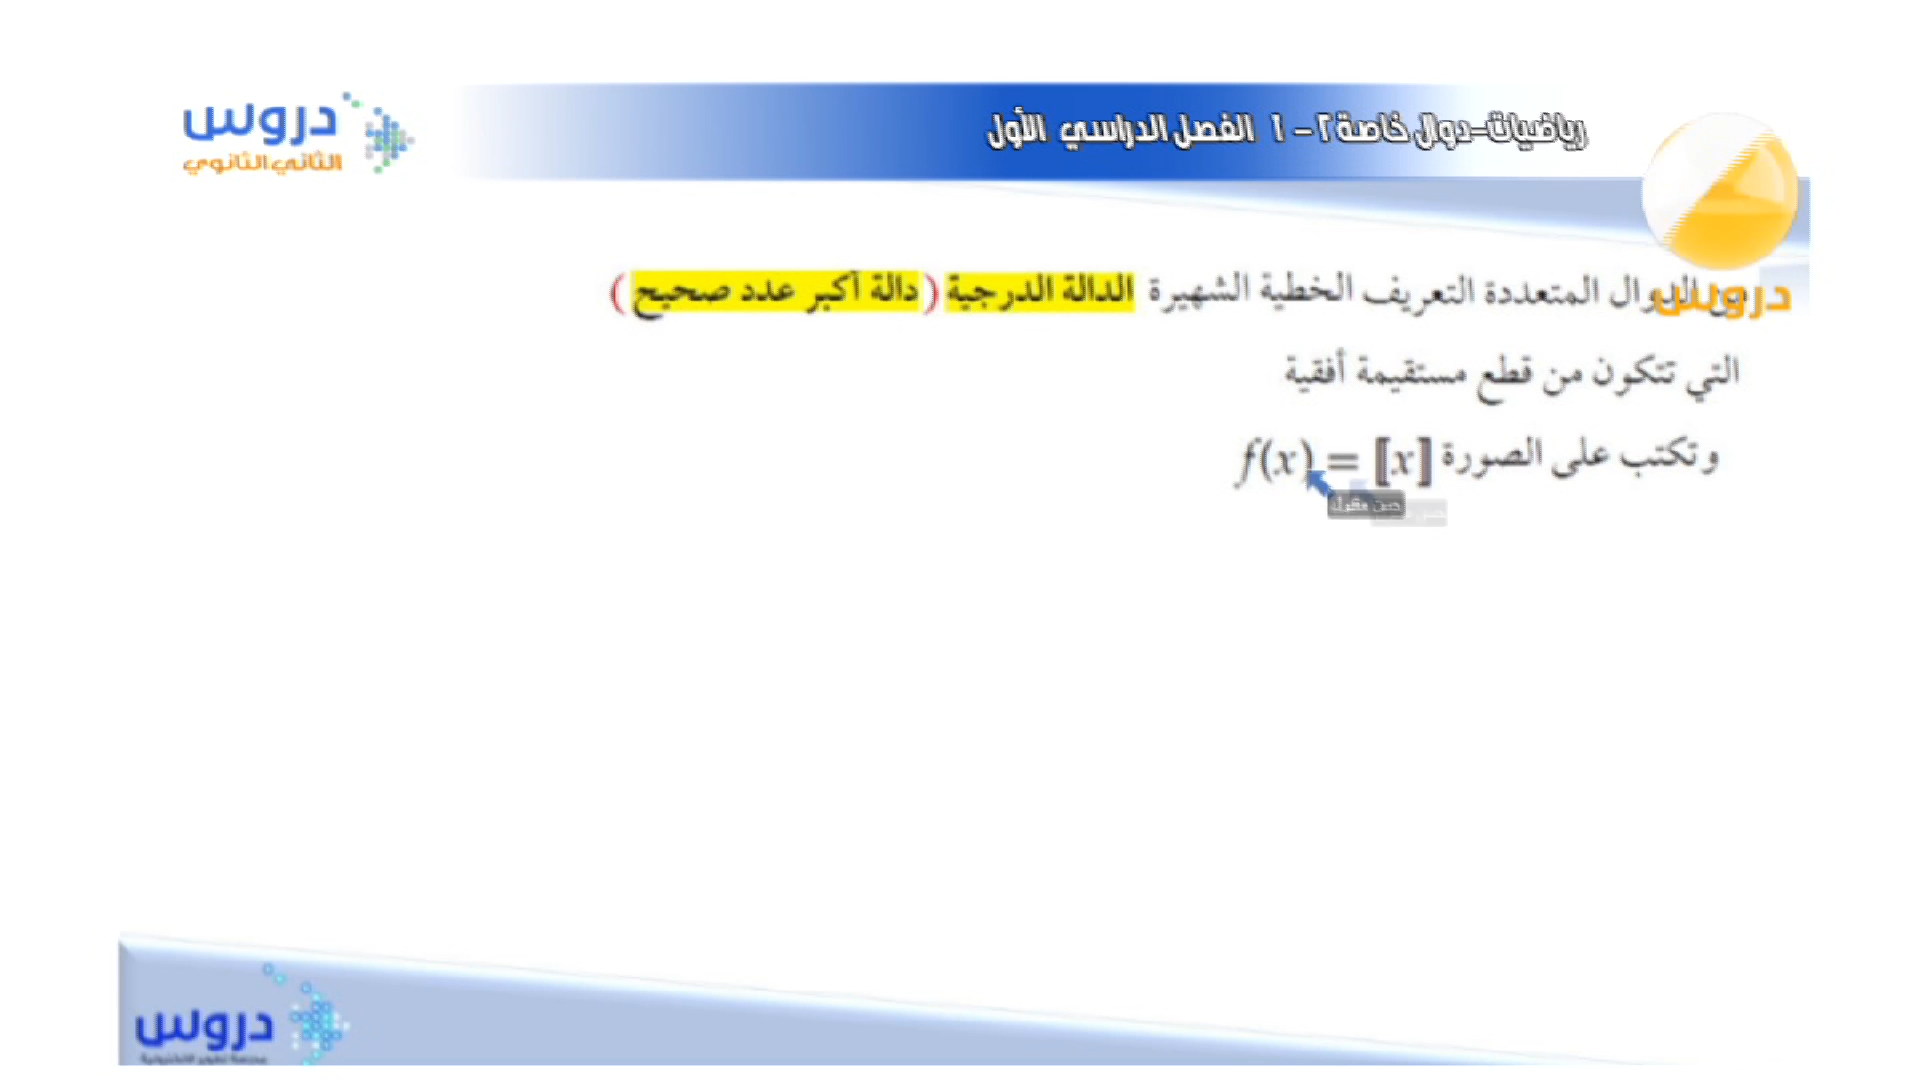 دروس
الثاني الثانوي
رياضيات-دوال خاصة ٢ - ١ الفصل الدراسي الأول
دروس
من الدوال المتعددة التعريف الخطية الشهيرة الدالة الدرجية (دالة أكبر عدد صحيح)
التي تتكون من قطع مستقيمة أفقية
وتكتب على الصورة f(x) = [[x]]
دروس